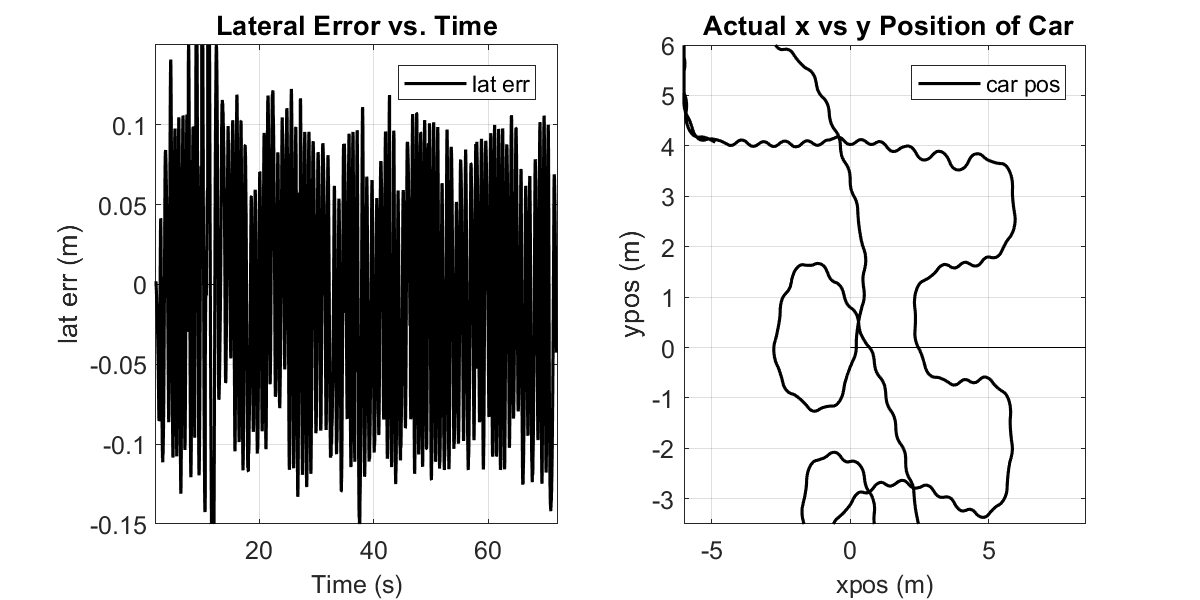 Lateral Error vs. Time
lat err
0.1
0.05
0
-0.05
-0.1
-0.15
lat err (m)
20
40
60
Time (s)
Actual x vs y Position of Car
car pos
6
5
4
3
2
1
0
-1
-2
-3
ypos (m)
-5
0
5
xpos (m)